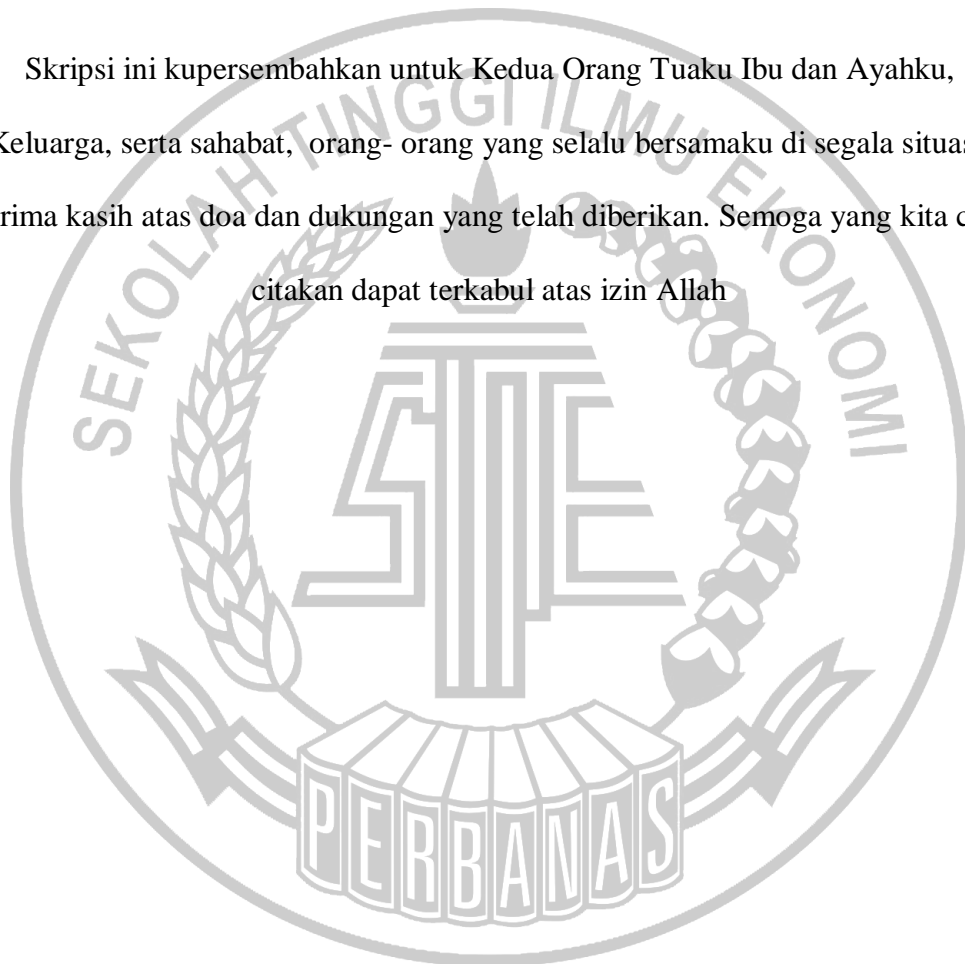 Skripsi ini kupersembahkan untuk Kedua Orang Tuaku Ibu dan Ayahku,
Keluarga, serta sahabat, orang- orang yang selalu bersamaku di segala situas
rima kasih atas doa dan dukungan yang telah diberikan. Semoga yang kita c
citakan dapat terkabul atas izin Allah
SEKOLAH TINGGI ILMU EKONOMI
STIE
PERBANAS